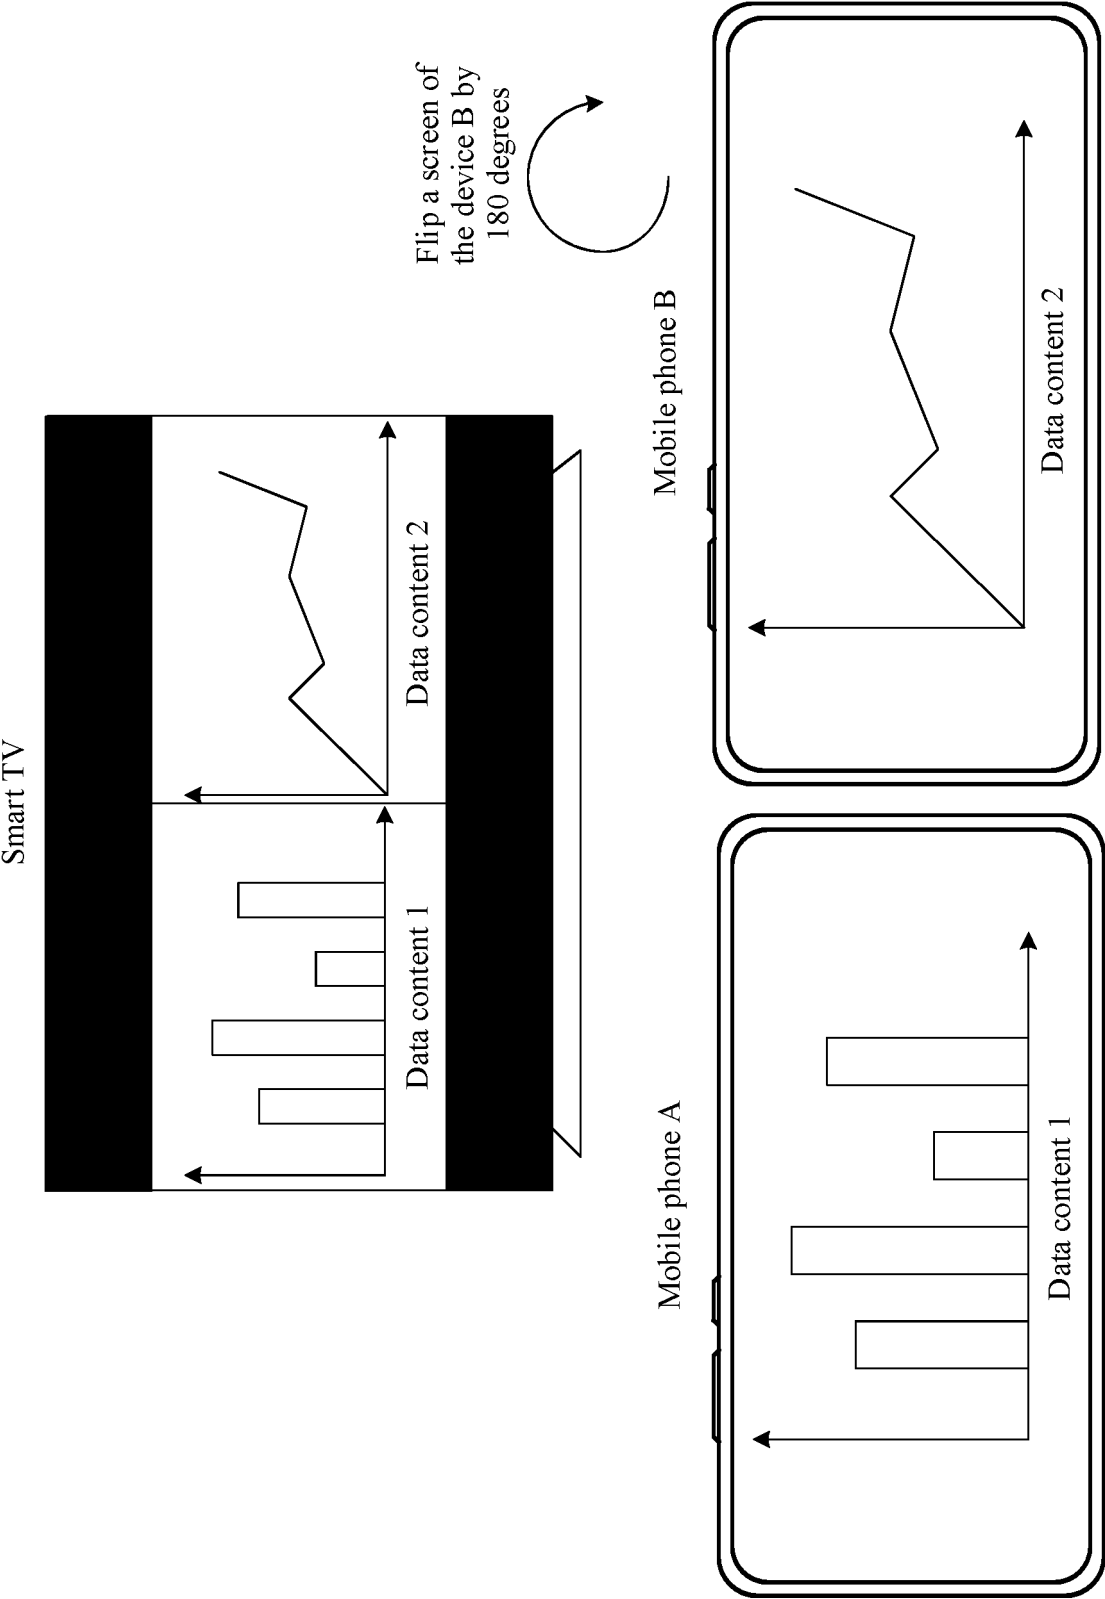 Smart TV
Data content 1
Data content 2
Flip a screen of
the device B by
180 degrees
Mobile phone A
Mobile phone B
Data content 1
Data content 2